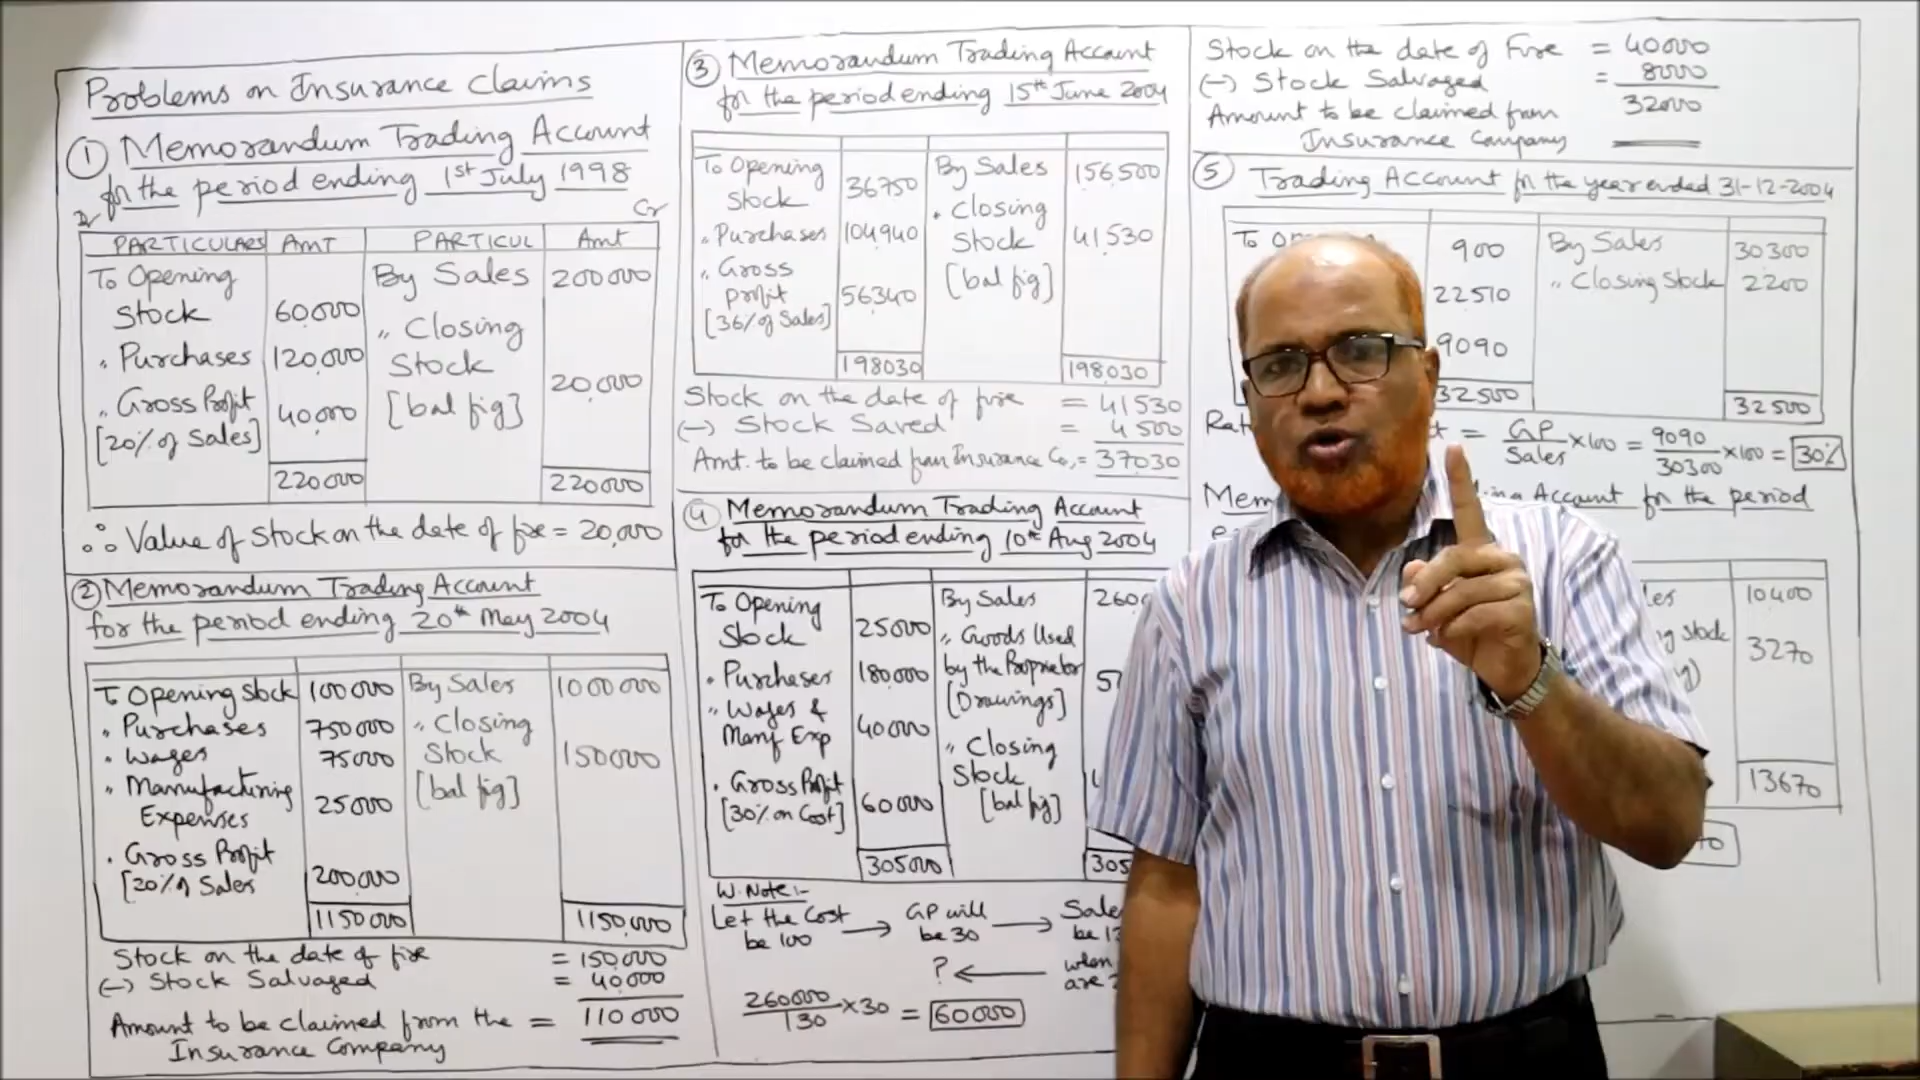 Problems on Insurance Claims
① Memorandum Trading Account
for the period ending 1st July 1998
Dr Cr
PARTICULARS AMT PARTICUL Amt
To Opening Stock 60,000 By Sales 200000
„ Purchases 120,000 „ Closing Stock [bal fig] 20,000
„ Gross Profit [20% of Sales] 40,000
220000 220000
∴ Value of Stock on the date of fire = 20,000
② Memorandum Trading Account
for the period ending 20th May 2004
To Opening Stock 100000 By Sales 1000000
„ Purchases 750000 „ Closing Stock [bal fig] 150000
„ Wages 75000
„ Manufacturing Expenses 25000
„ Gross Profit [20% of Sales 200000
1150000 1150,000
Stock on the date of fire = 150,000
(-) Stock Salvaged = 40,000
Amount to be claimed from the = 110000
Insurance Company
③ Memorandum Trading Account
for the period ending 15th June 2004
To Opening Stock 36750 By Sales 156,500
„ Purchases 104940 „ Closing Stock [bal fig] 41530
„ Gross profit [36% of Sales] 56340
198030 198030
Stock on the date of fire = 41530
(-) Stock Saved = 4500
Amt. to be claimed from Insurance Co, = 37030
④ Memorandum Trading Account
for the period ending 10th Aug 2004
To Opening Stock 25000 By Sales
„ Purchases 180000 „ Goods Used by the Proprietor [Drawings]
„ Wages & Manf Exp 40000 „ Closing Stock [bal fig]
„ Gross Profit [30% on Cost] 60000
305000
W. Note:-
Let the Cost be 100 → GP will be 30 →
? ← when
260000/130 × 30 = 60000
Stock on the date of Fire = 40000
(-) Stock Salvaged = 8000
Amount to be claimed from 32000
Insurance Company
⑤ Trading Account for the year ended 31-12-2004
To 900 By Sales 30300
22510 „ Closing Stock 2200
9090
32500 32500
= GP/Sales × 100 = 9090/30300 × 100 = 30%
Account for the period
10400
Stock 3270
13670